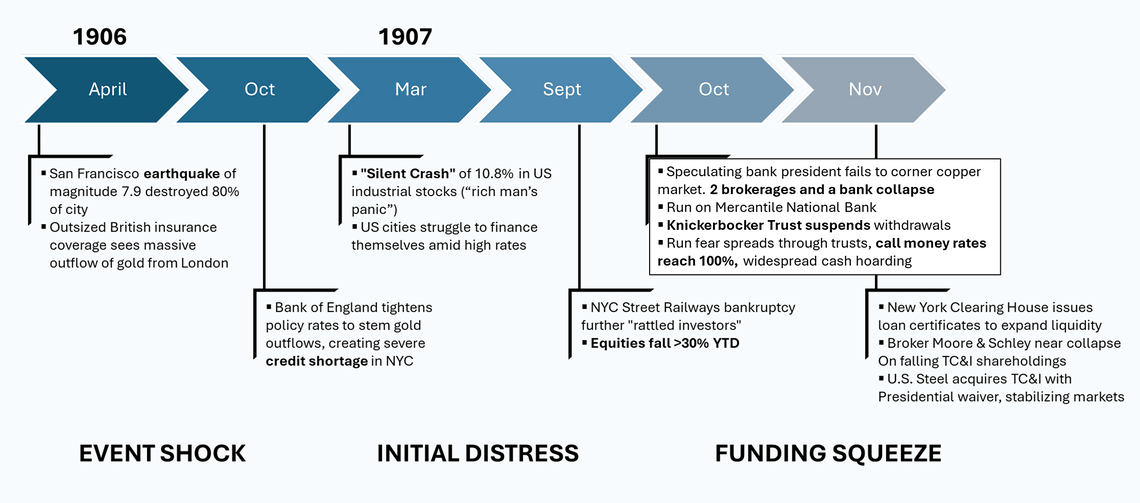 1906
1907
April
Oct
Mar
Sept
Oct
Nov
▪ San Francisco earthquake of
magnitude 7.9 destroyed 80%
of city
▪ Outsized British insurance
coverage sees massive
outflow of gold from London
▪ Bank of England tightens
policy rates to stem gold
outflows, creating severe
credit shortage in NYC
▪ "Silent Crash" of 10.8% in US
industrial stocks (“rich man’s
panic”)
▪ US cities struggle to finance
themselves amid high rates
▪ NYC Street Railways bankruptcy
further "rattled investors"
▪ Equities fall >30% YTD
▪ Speculating bank president fails to corner copper
market. 2 brokerages and a bank collapse
▪ Run on Mercantile National Bank
▪ Knickerbocker Trust suspends withdrawals
▪ Run fear spreads through trusts, call money rates
reach 100%, widespread cash hoarding
▪ New York Clearing House issues
loan certificates to expand liquidity
▪ Broker Moore & Schley near collapse
On falling TC&I shareholdings
▪ U.S. Steel acquires TC&I with
Presidential waiver, stabilizing markets
EVENT SHOCK
INITIAL DISTRESS
FUNDING SQUEEZE